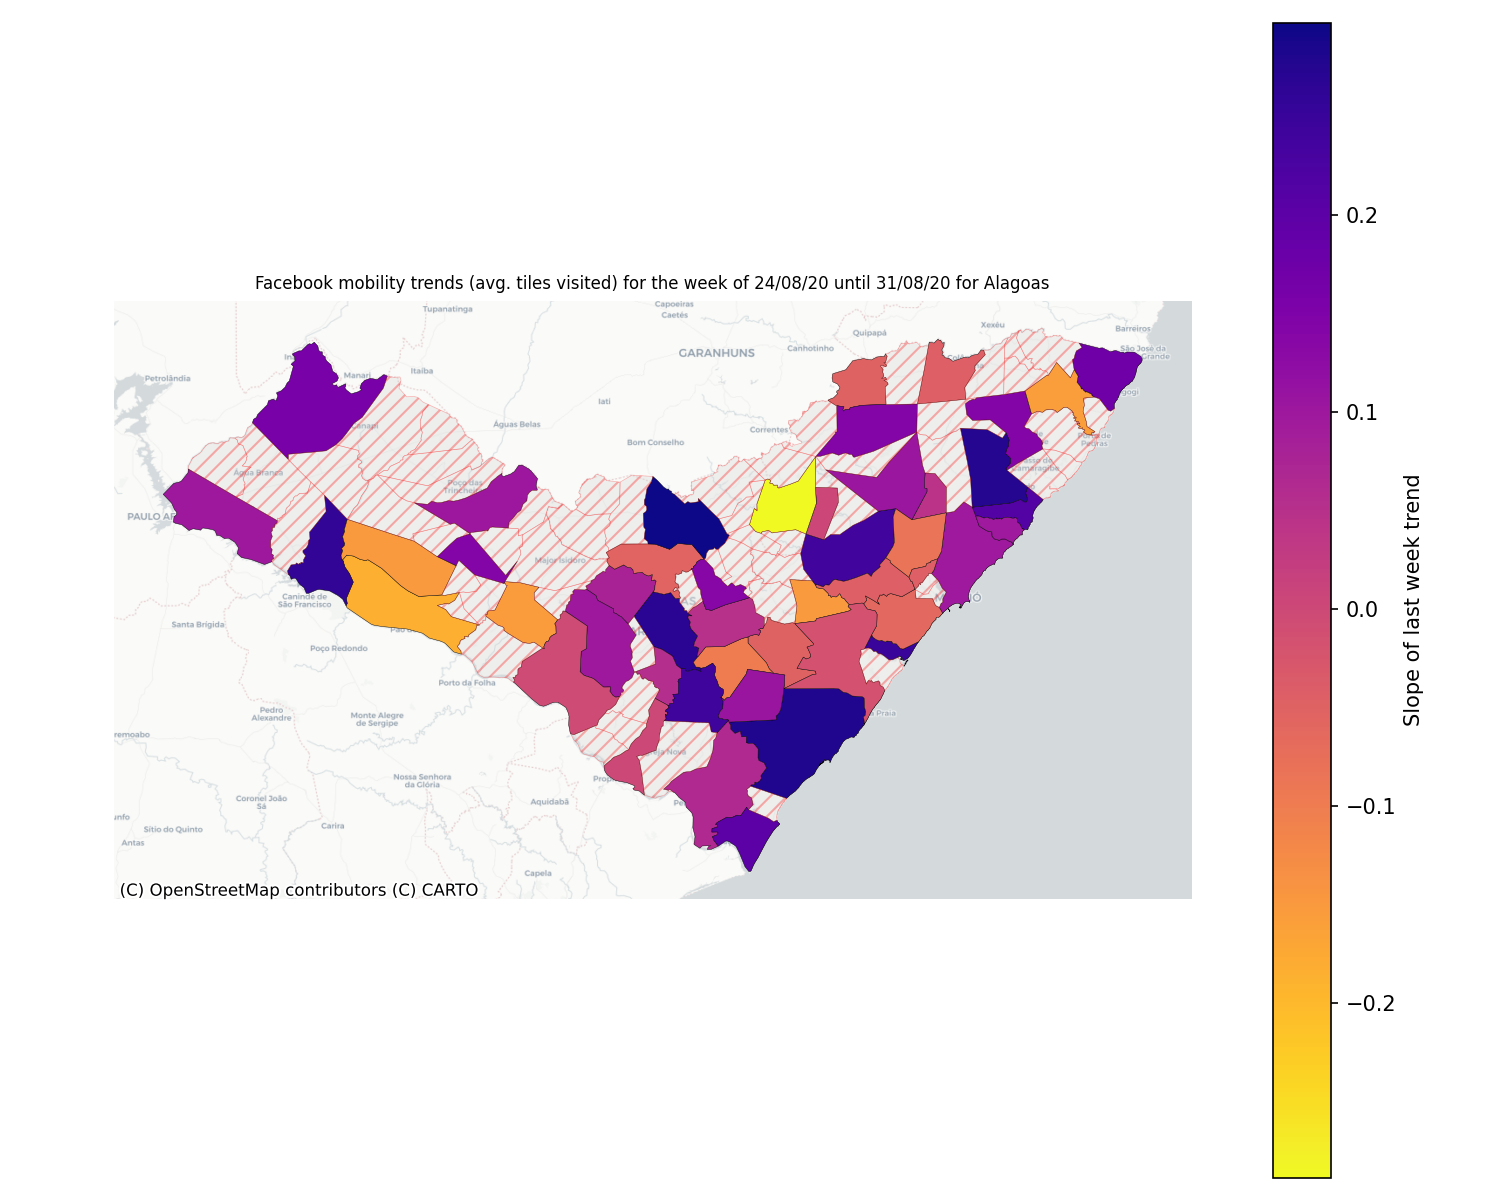 Facebook mobility trends (avg. tiles visited) for the week of 24/08/20 until 31/08/20 for Alagoas
Capoeiras
Tupanatinga
Caetés
Xexéu
Barreiros
Quipapá
Canhotinho
São José da
Grande
GARANHUNS
Itaíba
Manari
Petrolândia
Iati
Águas Belas
Correntes
Canapi
Bom Conselho
Porto de
Pedras
Água Branca
Poço das
Trincheiras
PAULO AF
Major Isidoro
Canindé de
São Francisco
Santa Brígida
Poço Redondo
Porto da Folha
Pedro
Alexandre
Monte Alegre
de Sergipe
Praia
remoabo
Nossa Senhora
da Glória
Coronel João
Sá
Aquidabã
Sítio do Quinto
Carira
Antas
Capela
(C) OpenStreetMap contributors (C) CARTO
0.2
0.1
0.0
−0.1
−0.2
Slope of last week trend